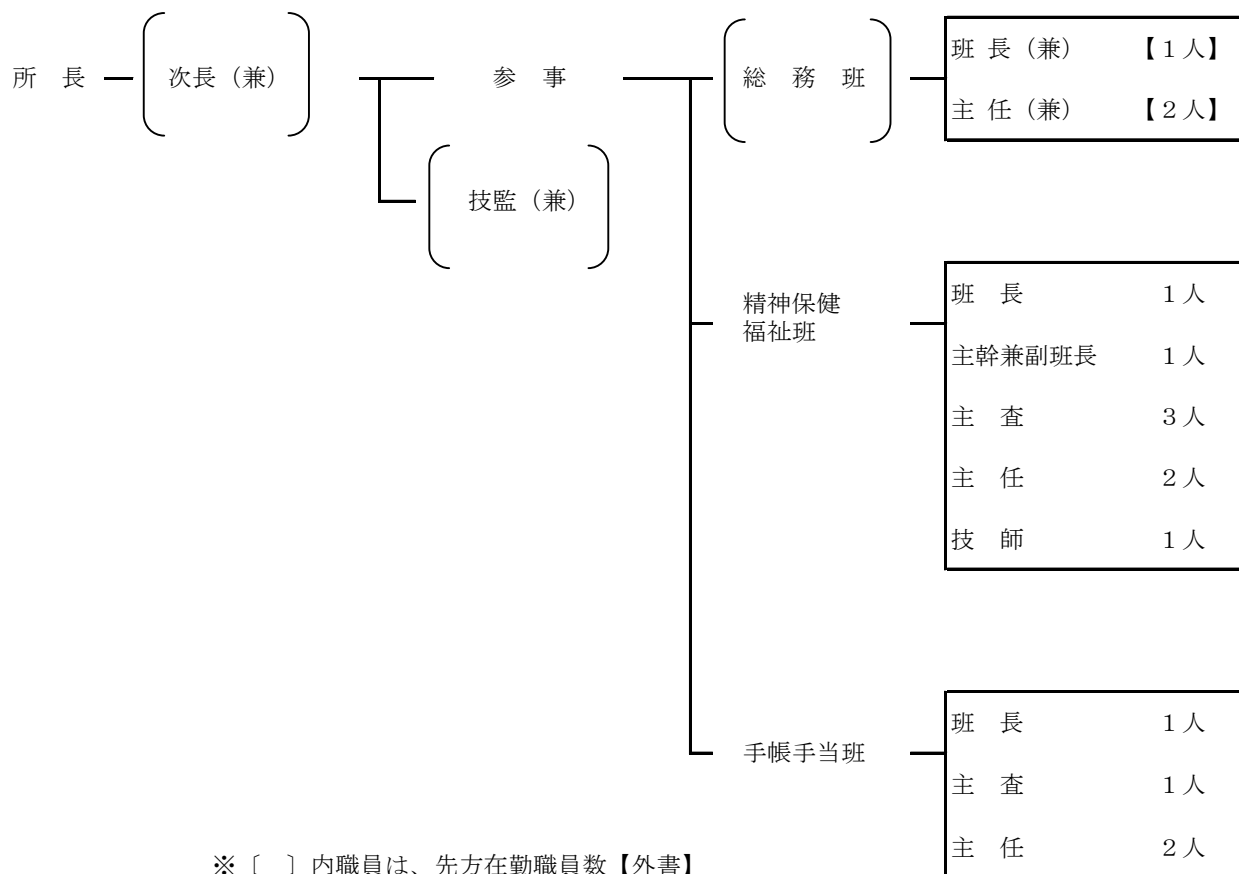 所　長
次長（兼）
参　事
技監（兼）
総　務　班
班 長（兼）　【１人】
主 任（兼）　【２人】
精神保健
福祉班
班　長　１人
主幹兼副班長　１人
主　査　３人
主　任　２人
技　師　１人
手帳手当班
班　長　１人
主　査　１人
主　任　２人
※〔　〕内職員は、先方在勤職員数【外書】